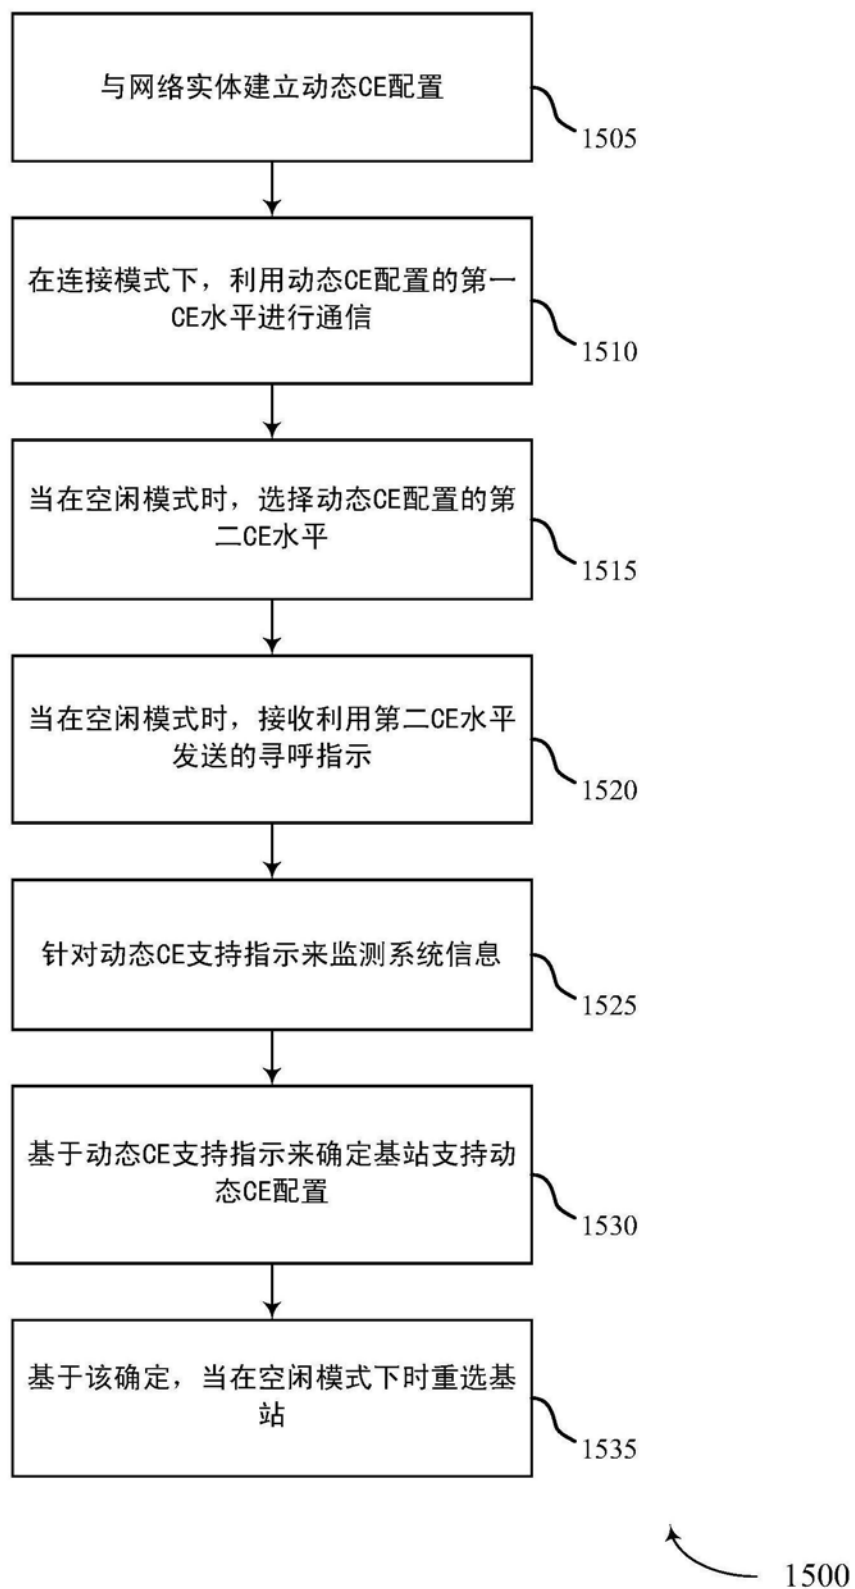 与网络实体建立动态CE配置
1505
在连接模式下，利用动态CE配置的第一
CE水平进行通信
1510
当在空闲模式时，选择动态CE配置的第
二CE水平
1515
当在空闲模式时，接收利用第二CE水平
发送的寻呼指示
1520
针对动态CE支持指示来监测系统信息
1525
基于动态CE支持指示来确定基站支持动
态CE配置
1530
基于该确定，当在空闲模式下时重选基
站
1535
1500